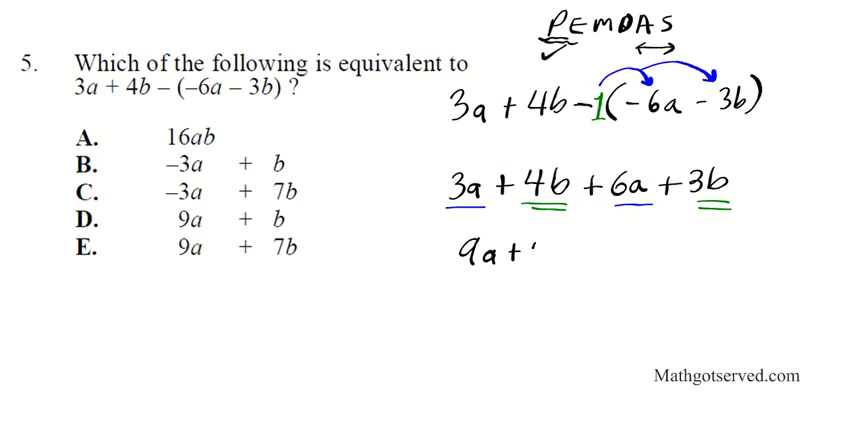 5. Which of the following is equivalent to
3a + 4b – (–6a – 3b) ?
A. 16ab
B. –3a + b
C. –3a + 7b
D. 9a + b
E. 9a + 7b
PEMDAS
3a + 4b - 1(-6a - 3b)
3a + 4b + 6a + 3b
9a +
Mathgotserved.com